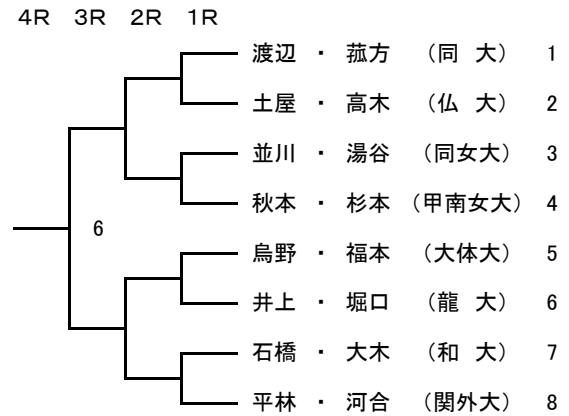 4R 3R 2R 1R
渡辺 ・ 菰方 （同 大） 1
土屋 ・ 高木 （仏 大） 2
並川 ・ 湯谷 （同女大） 3
秋本 ・ 杉本 （甲南女大） 4
6
烏野 ・ 福本 （大体大） 5
井上 ・ 堀口 （龍 大） 6
石橋 ・ 大木 （和 大） 7
平林 ・ 河合 （関外大） 8